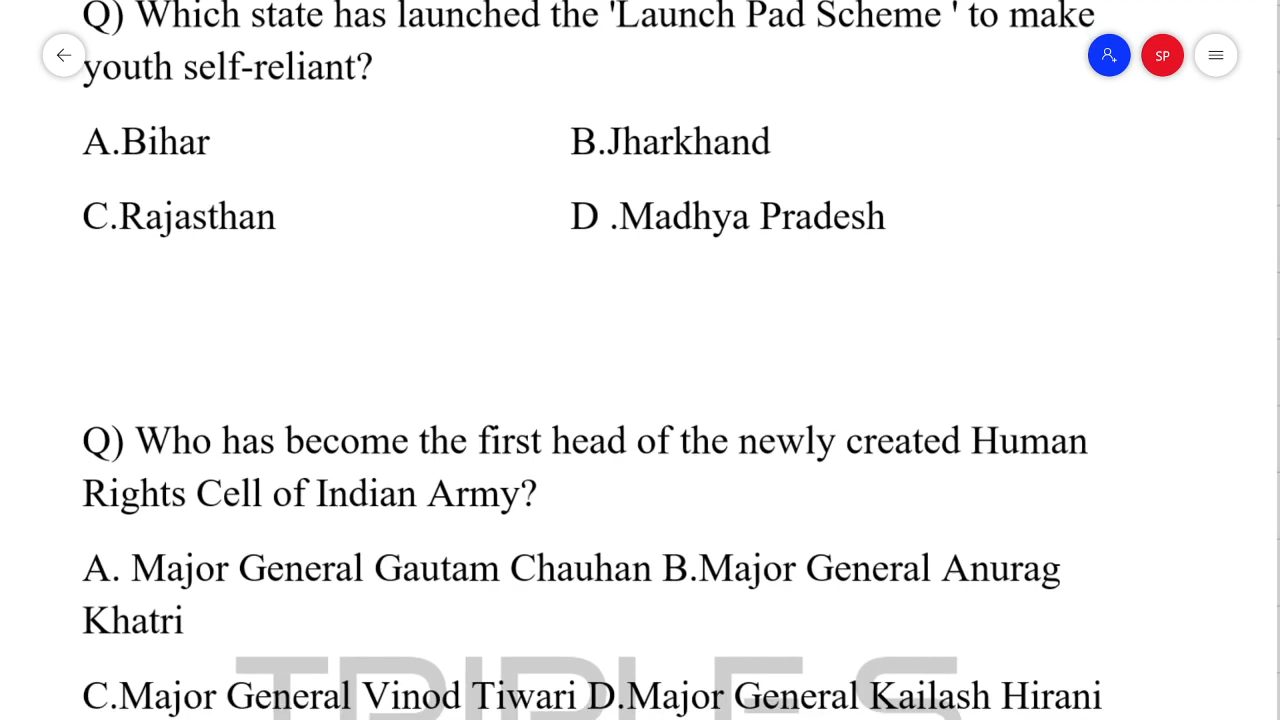 Q) Which state has launched the 'Launch Pad Scheme ' to make
youth self-reliant?
SP
A.Bihar B.Jharkhand
C.Rajasthan D .Madhya Pradesh
Q) Who has become the first head of the newly created Human
Rights Cell of Indian Army?
A. Major General Gautam Chauhan B.Major General Anurag
Khatri
TRIPLE S
C.Major General Vinod Tiwari D.Major General Kailash Hirani